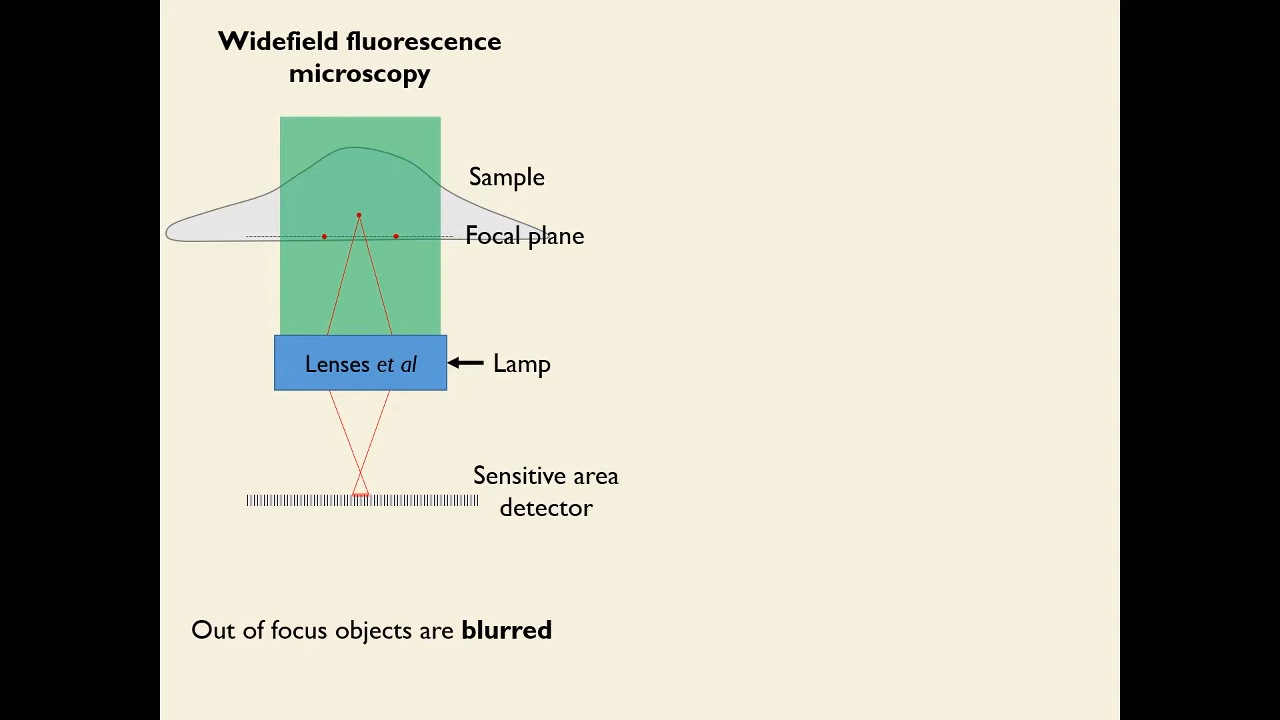 Widefield fluorescence
microscopy
Sample
Focal plane
Lenses et al
Lamp
Sensitive area
detector
Out of focus objects are blurred